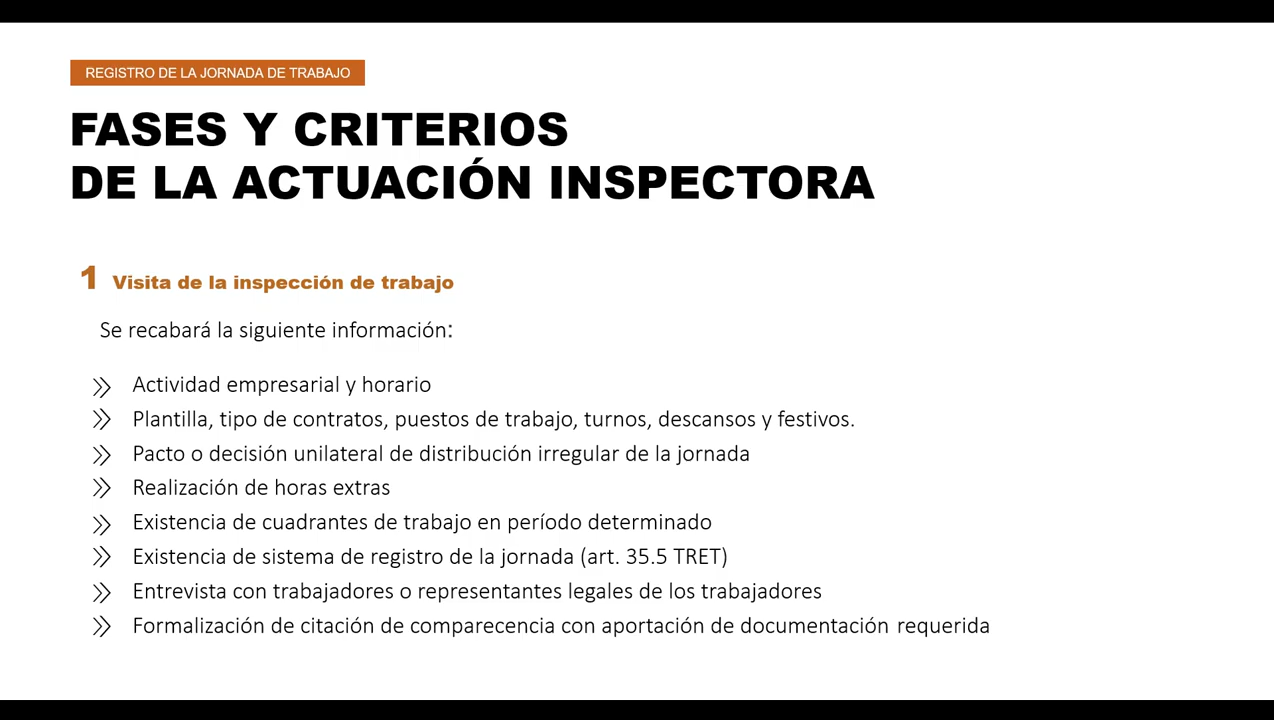 REGISTRO DE LA JORNADA DE TRABAJO
FASES Y CRITERIOS
DE LA ACTUACIÓN INSPECTORA
1 Visita de la inspección de trabajo
Se recabará la siguiente información:
Actividad empresarial y horario
Plantilla, tipo de contratos, puestos de trabajo, turnos, descansos y festivos.
Pacto o decisión unilateral de distribución irregular de la jornada
Realización de horas extras
Existencia de cuadrantes de trabajo en período determinado
Existencia de sistema de registro de la jornada (art. 35.5 TRET)
Entrevista con trabajadores o representantes legales de los trabajadores
Formalización de citación de comparecencia con aportación de documentación requerida